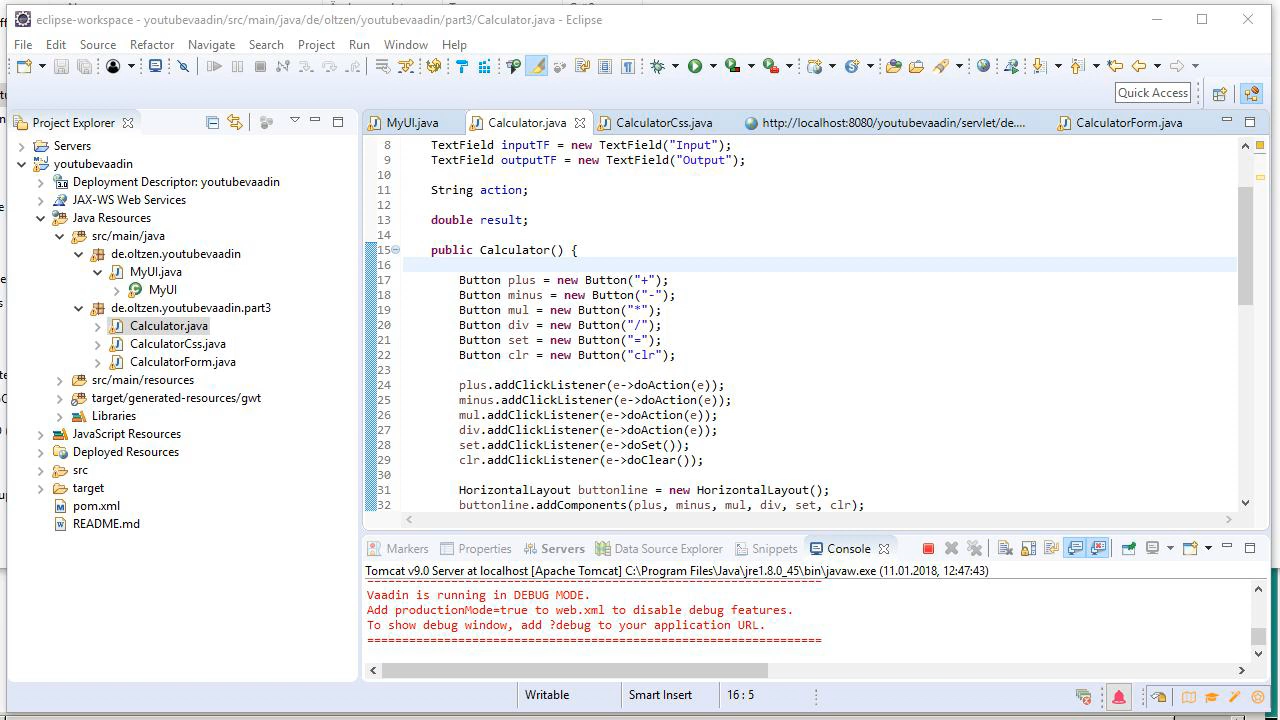 eclipse-workspace - youtubevaadin/src/main/java/de/oltzen/youtubevaadin/part3/Calculator.java - Eclipse
File Edit Source Refactor Navigate Search Project Run Window Help
Quick Access
Project Explorer
MyUI.java Calculator.java CalculatorCss.java http://localhost:8080/youtubevaadin/servlet/de.... CalculatorForm.java
Servers
youtubevaadin
Deployment Descriptor: youtubevaadin
JAX-WS Web Services
Java Resources
src/main/java
de.oltzen.youtubevaadin
MyUI.java
MyUI
de.oltzen.youtubevaadin.part3
Calculator.java
CalculatorCss.java
CalculatorForm.java
src/main/resources
target/generated-resources/gwt
Libraries
JavaScript Resources
Deployed Resources
src
target
pom.xml
README.md
8 TextField inputTF = new TextField("Input");
9 TextField outputTF = new TextField("Output");
10
11 String action;
12
13 double result;
14
15 public Calculator() {
16
17 Button plus = new Button("+");
18 Button minus = new Button("-");
19 Button mul = new Button("*");
20 Button div = new Button("/");
21 Button set = new Button("=");
22 Button clr = new Button("clr");
23
24 plus.addClickListener(e->doAction(e));
25 minus.addClickListener(e->doAction(e));
26 mul.addClickListener(e->doAction(e));
27 div.addClickListener(e->doAction(e));
28 set.addClickListener(e->doSet());
29 clr.addClickListener(e->doClear());
30
31 HorizontalLayout buttonline = new HorizontalLayout();
32 buttonline.addComponents(plus, minus, mul, div, set, clr);
Markers Properties Servers Data Source Explorer Snippets Console
Tomcat v9.0 Server at localhost [Apache Tomcat] C:\Program Files\Java\jre1.8.0_45\bin\javaw.exe (11.01.2018, 12:47:43)
=================================================================
Vaadin is running in DEBUG MODE.
Add productionMode=true to web.xml to disable debug features.
To show debug window, add ?debug to your application URL.
=================================================================
Writable Smart Insert 16 : 5